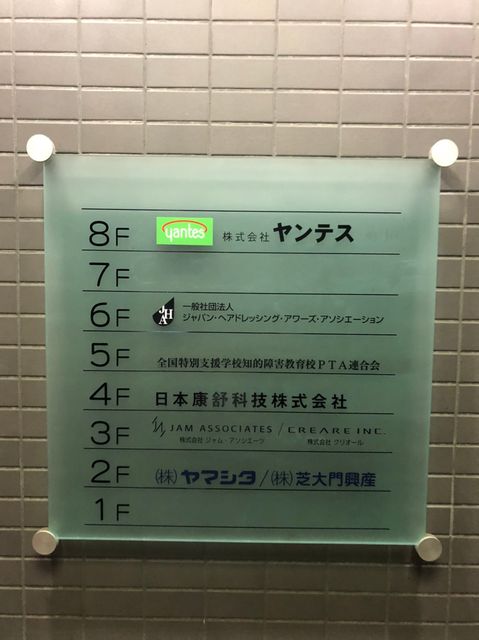 8F yantes 株式会社 ヤンテス
7F
6F JHA 一般社団法人
ジャパン・ヘアドレッシング・アワーズ・アソシエーション
5F 全国特別支援学校知的障害教育校PTA連合会
4F 日本康舒科技株式会社
3F JAM ASSOCIATES / CREARE INC.
株式会社 ジャム・アソシエーツ 株式会社 クリオール
2F (株) ヤマシタ / (株) 芝大門興産
1F